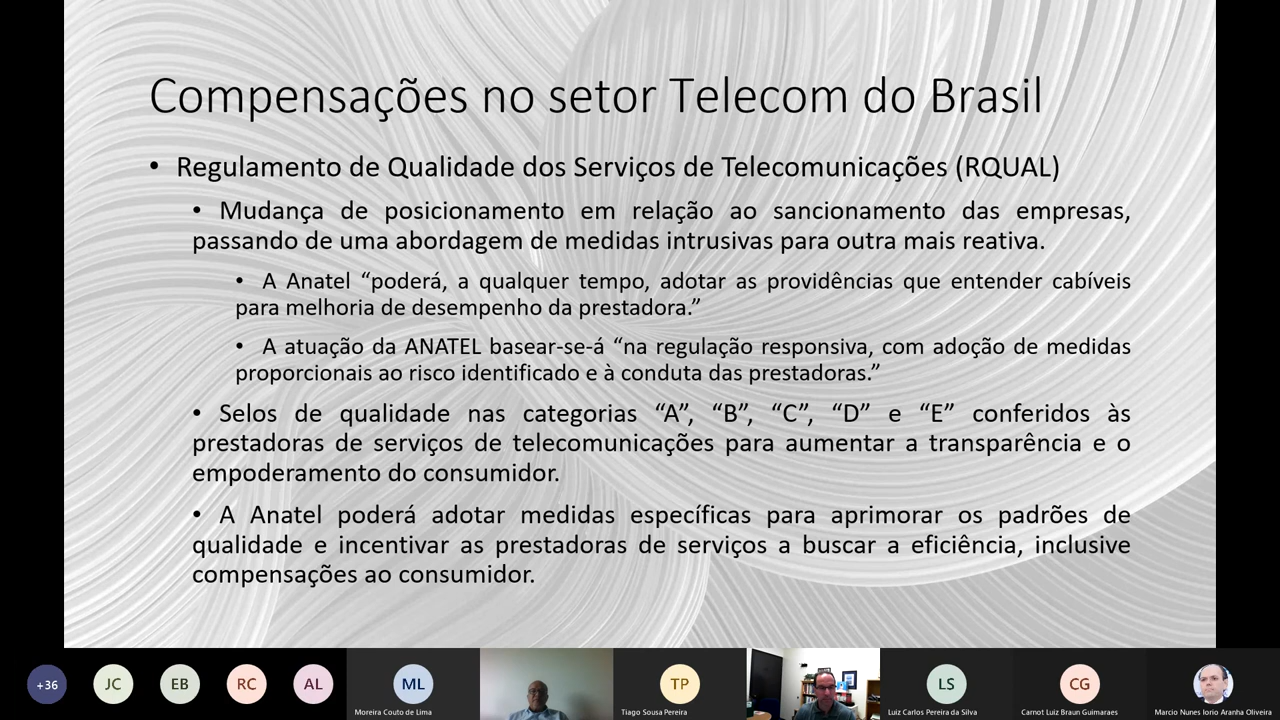 Compensações no setor Telecom do Brasil
• Regulamento de Qualidade dos Serviços de Telecomunicações (RQUAL)
• Mudança de posicionamento em relação ao sancionamento das empresas,
passando de uma abordagem de medidas intrusivas para outra mais reativa.
• A Anatel “poderá, a qualquer tempo, adotar as providências que entender cabíveis
para melhoria de desempenho da prestadora.”
• A atuação da ANATEL basear-se-á “na regulação responsiva, com adoção de medidas
proporcionais ao risco identificado e à conduta das prestadoras.”
• Selos de qualidade nas categorias “A”, “B”, “C”, “D” e “E” conferidos às
prestadoras de serviços de telecomunicações para aumentar a transparência e o
empoderamento do consumidor.
• A Anatel poderá adotar medidas específicas para aprimorar os padrões de
qualidade e incentivar as prestadoras de serviços a buscar a eficiência, inclusive
compensações ao consumidor.
+36 JC EB RC AL ML TP LS CG
Moreira Couto de Lima Tiago Sousa Pereira Luiz Carlos Pereira da Silva Carnot Luiz Braun Guimaraes Marcio Nunes Iorio Aranha Oliveira